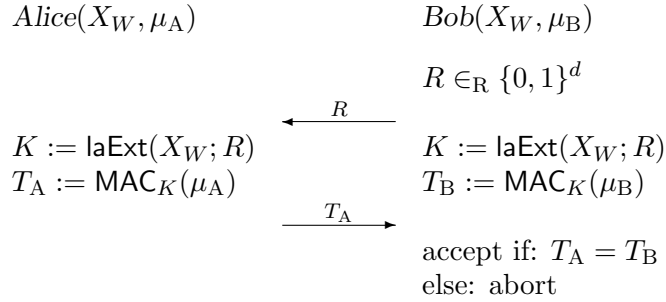 Alice(X_W, μ_A) Bob(X_W, μ_B)
R ∈_R {0, 1}^d
R
K := laExt(X_W; R) K := laExt(X_W; R)
T_A := MAC_K(μ_A) T_B := MAC_K(μ_B)
T_A
accept if: T_A = T_B
else: abort